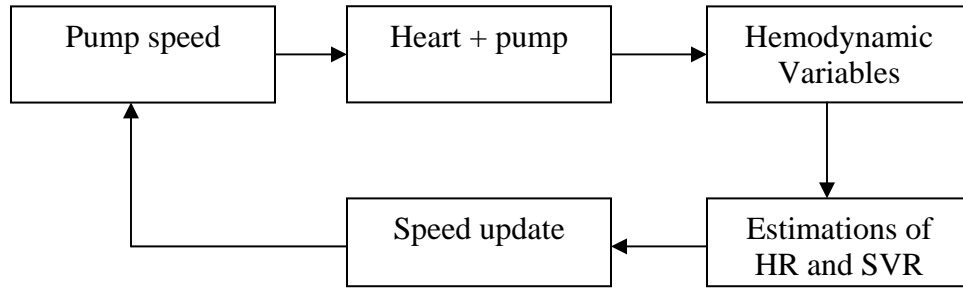 Pump speed
Heart + pump
Hemodynamic
Variables
Speed update
Estimations of
HR and SVR